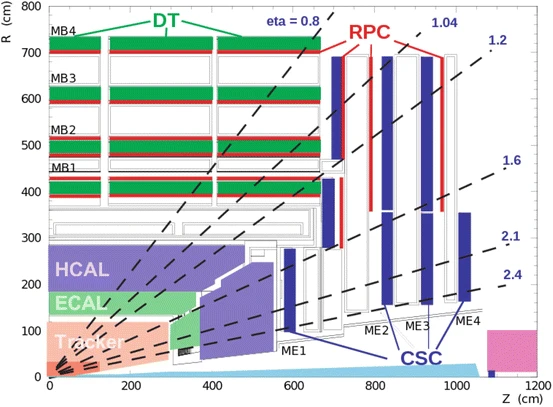 R (cm)
800
700
600
500
400
300
200
100
0
MB4
DT
eta = 0.8
1.04
RPC
1.2
MB3
MB2
MB1
1.6
HCAL
2.1
ECAL
2.4
Tracker
ME1
ME2
ME3
ME4
CSC
0
200
400
600
800
1000
1200
Z (cm)